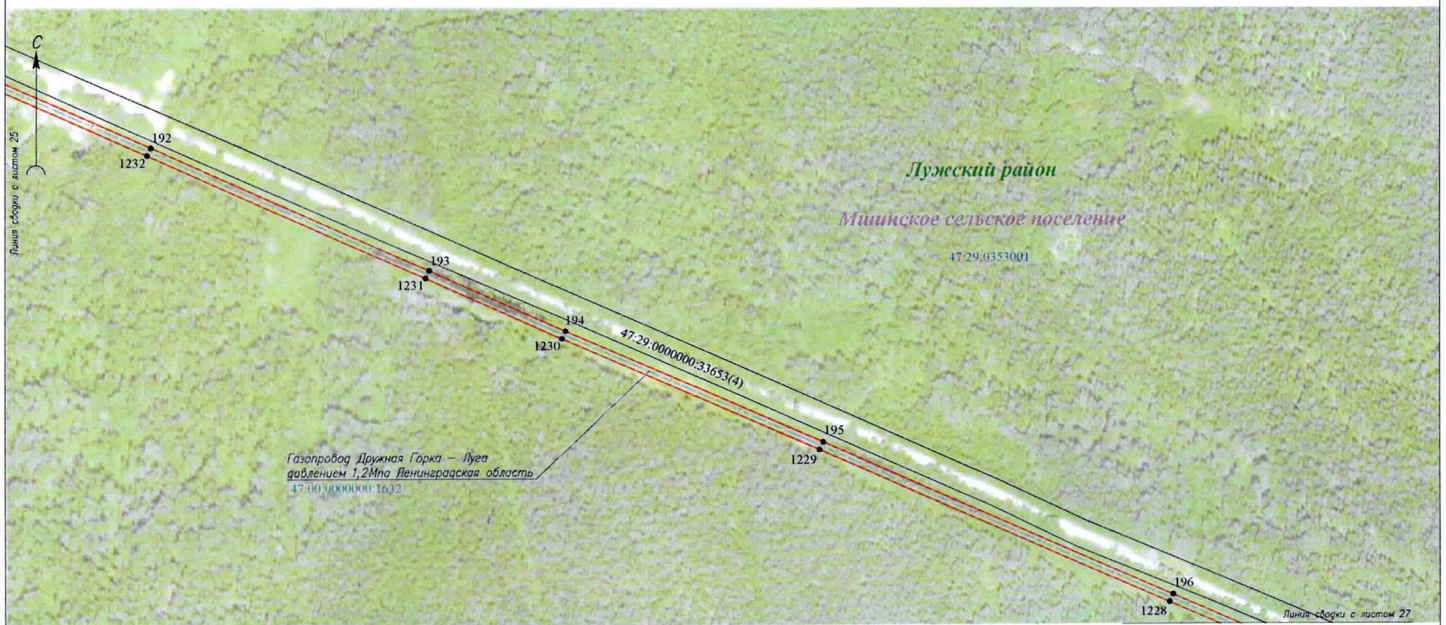 С
192
1232
Линия сводки с листом 25
Лужский район
Мшинское сельское поселение
47:29:0353001
193
1231
194
1230
47:29:0000000:33653(4)
195
1229
Газопровод Дружная Горка – Луга
давлением 1,2Мпа Ленинградская область
47:00:0000000:1632
196
1228
Линия сводки с листом 27